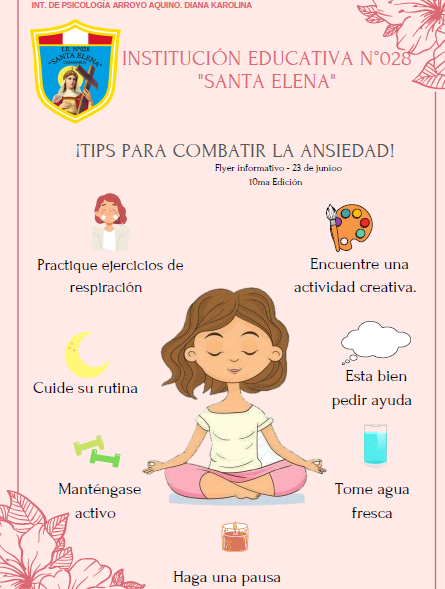 INT. DE PSICOLOGÍA ARROYO AQUINO. DIANA KAROLINA
I.E. Nº028
"SANTA ELENA"
INSTITUCIÓN EDUCATIVA N°028
"SANTA ELENA"
¡TIPS PARA COMBATIR LA ANSIEDAD!
Flyer informativo - 23 de junioo
10ma Edición
Practique ejercicios de
respiración
Encuentre una
actividad creativa.
Cuide su rutina
Esta bien
pedir ayuda
Manténgase
activo
Tome agua
fresca
Haga una pausa